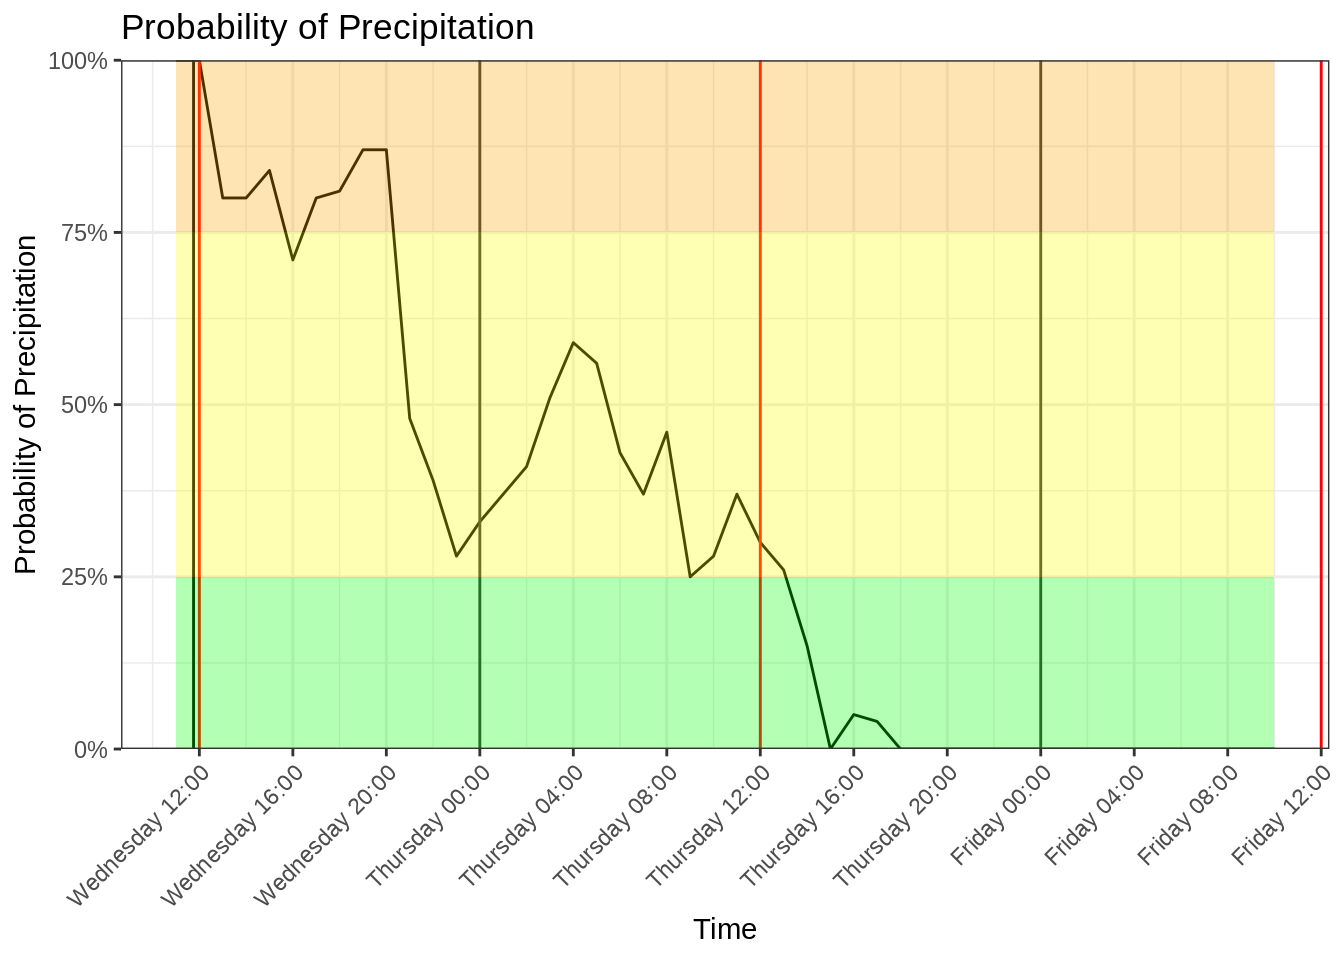 Probability of Precipitation
Probability of Precipitation
100%
75%
50%
25%
0%
Wednesday 12:00
Wednesday 16:00
Wednesday 20:00
Thursday 00:00
Thursday 04:00
Thursday 08:00
Thursday 12:00
Thursday 16:00
Thursday 20:00
Friday 00:00
Friday 04:00
Friday 08:00
Friday 12:00
Time